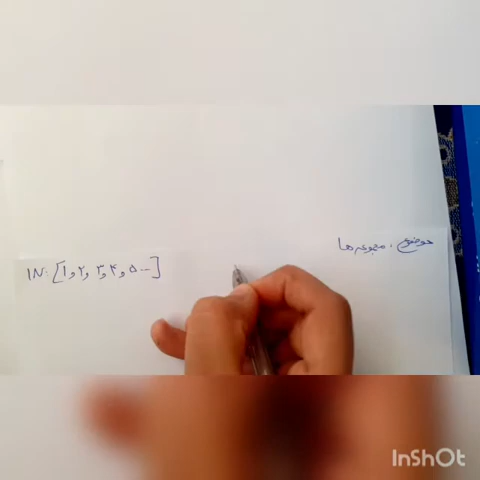 موضوع: مجموعه ها
IN: [۱ و ۲ و ۳ و ۴ و ۵ ...]
InShOt